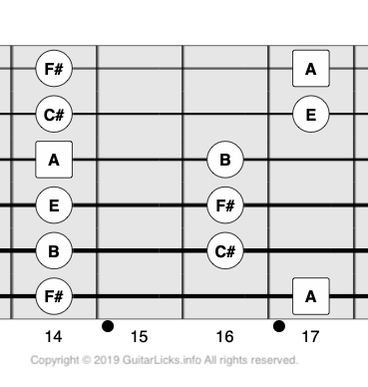 F# A
C# E
A B
E F#
B C#
F# A
14 15 16 17
Copyright © 2019 GuitarLicks.info All rights reserved.